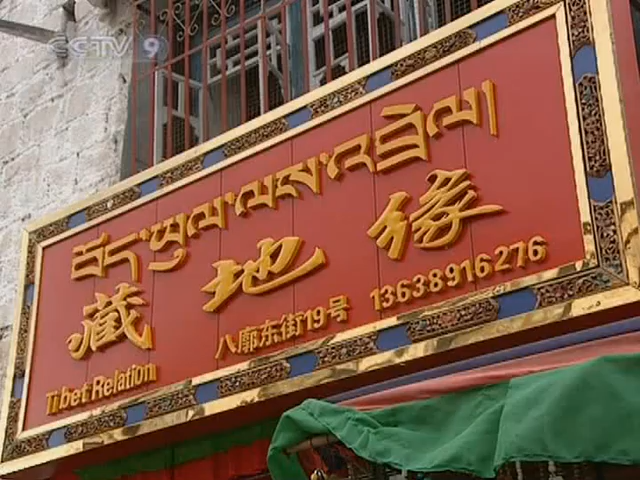 CCTV 9
བོད་ཡུལ་ལས་འབྲེལ།
藏地缘
八廓东街19号 13638916276
Tibet Relation